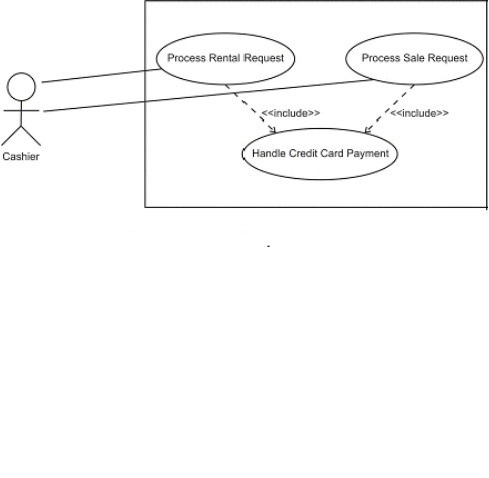 Process Rental Request
Process Sale Request
<<include>>
<<include>>
Handle Credit Card Payment
Cashier